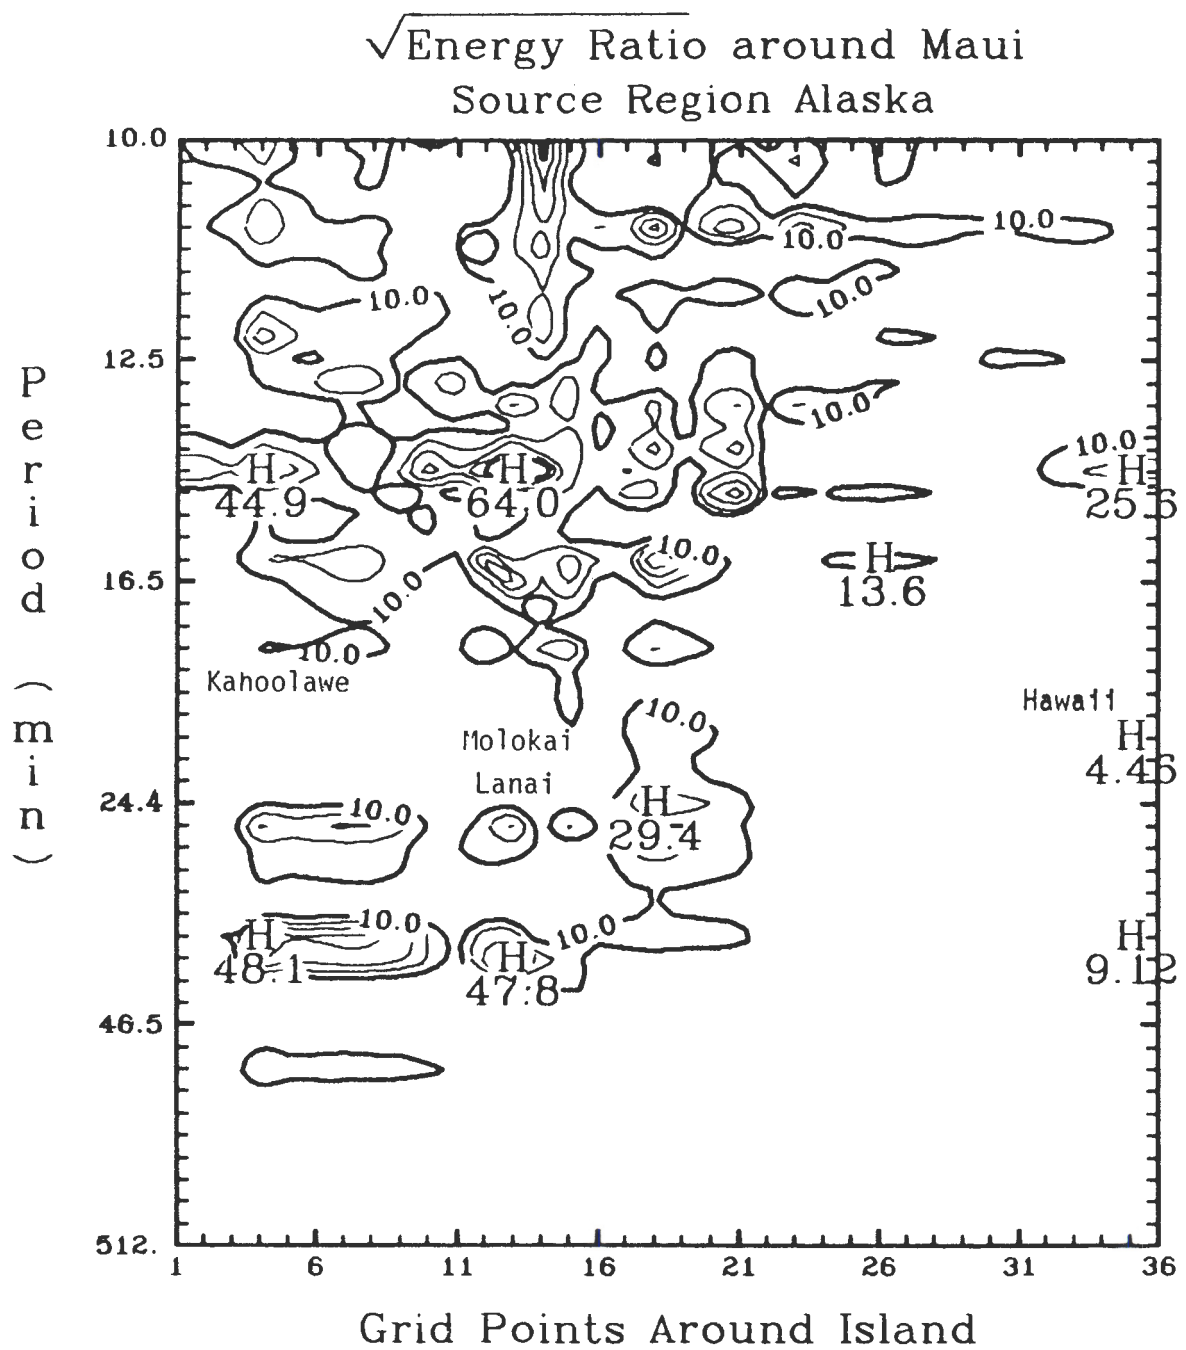 √Energy Ratio around Maui
Source Region Alaska
10.0
12.5
16.5
24.4
46.5
512.
Period (min)
10.0
10.0
10.0
10.0
10.0
10.0
10.0
H
44.9
H
64.0
10.0
H
25.6
10.0
H
13.6
10.0
10.0
Kahoolawe
Hawaii
10.0
H
4.46
Molokai
Lanai
10.0
H
29.4
10.0
H
48.1
10.0
H
47.8
H
9.12
1 6 11 16 21 26 31 36
Grid Points Around Island